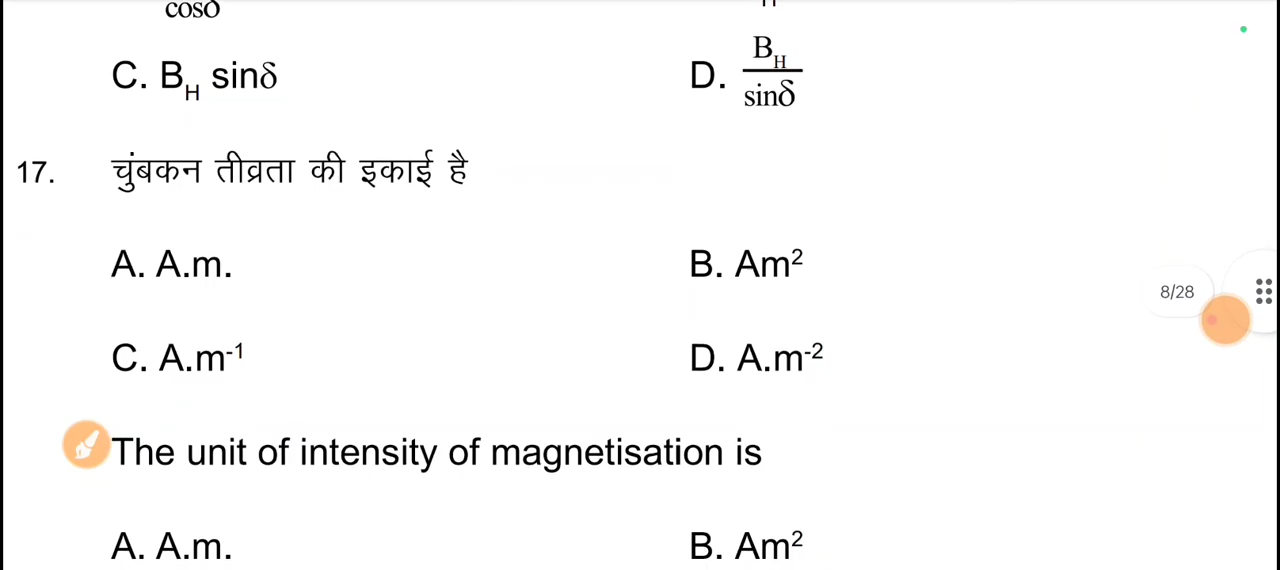 cosδ
C. B_H sinδ
D. B_H
sinδ
17. चुंबकन तीव्रता की इकाई है
A. A.m.
B. Am²
C. A.m⁻¹
D. A.m⁻²
8/28
The unit of intensity of magnetisation is
A. A.m.
B. Am²